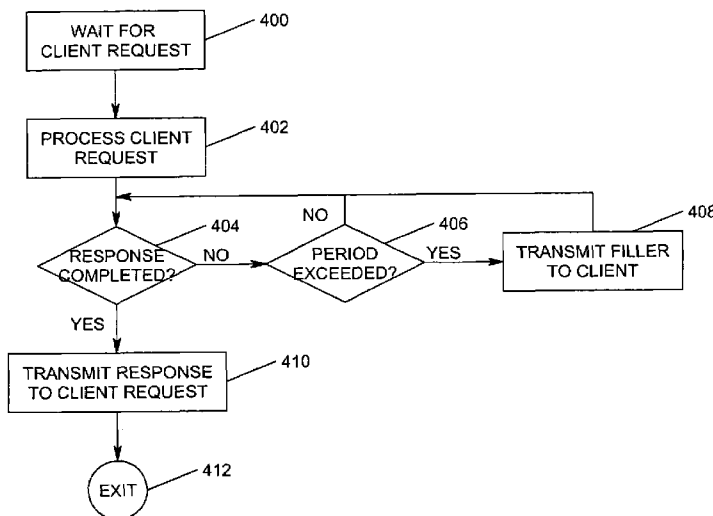 WAIT FOR
CLIENT REQUEST
400
PROCESS CLIENT
REQUEST
402
RESPONSE
COMPLETED?
404
NO
PERIOD
EXCEEDED?
406
NO
YES
TRANSMIT FILLER
TO CLIENT
408
YES
TRANSMIT RESPONSE
TO CLIENT REQUEST
410
EXIT
412